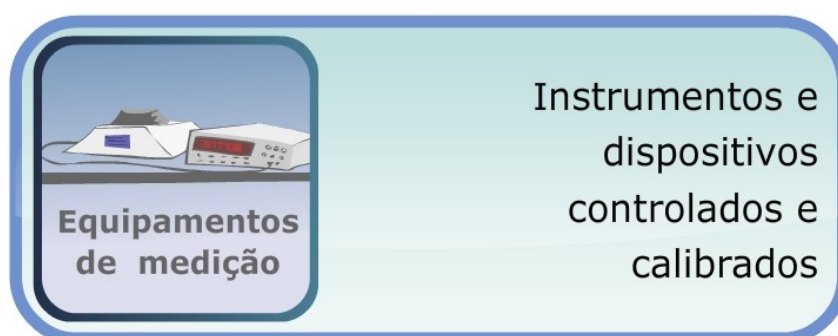 Equipamentos
de medição
Instrumentos e
dispositivos
controlados e
calibrados